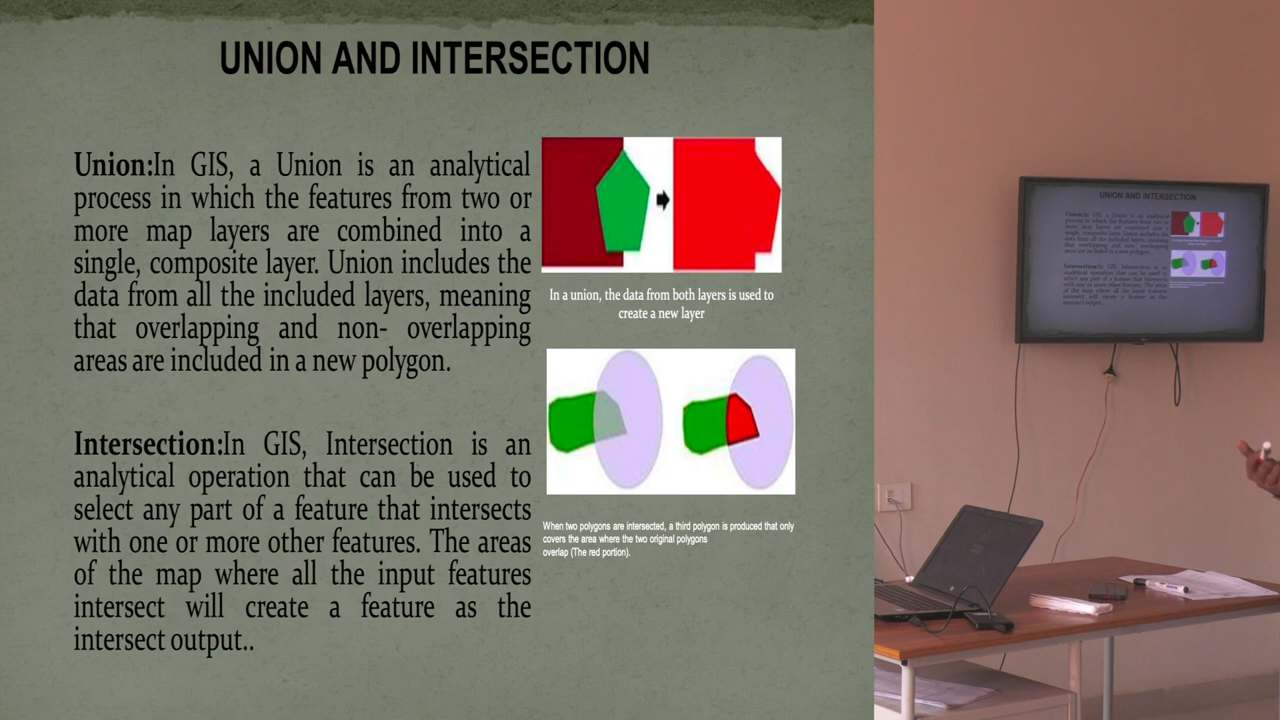 UNION AND INTERSECTION
Union:In GIS, a Union is an analytical
process in which the features from two or
more map layers are combined into a
single, composite layer. Union includes the
data from all the included layers, meaning
that overlapping and non- overlapping
areas are included in a new polygon.
In a union, the data from both layers is used to
create a new layer
Intersection:In GIS, Intersection is an
analytical operation that can be used to
select any part of a feature that intersects
with one or more other features. The areas
of the map where all the input features
intersect will create a feature as the
intersect output..
When two polygons are intersected, a third polygon is produced that only
covers the area where the two original polygons
overlap (The red portion).
UNION AND INTERSECTION